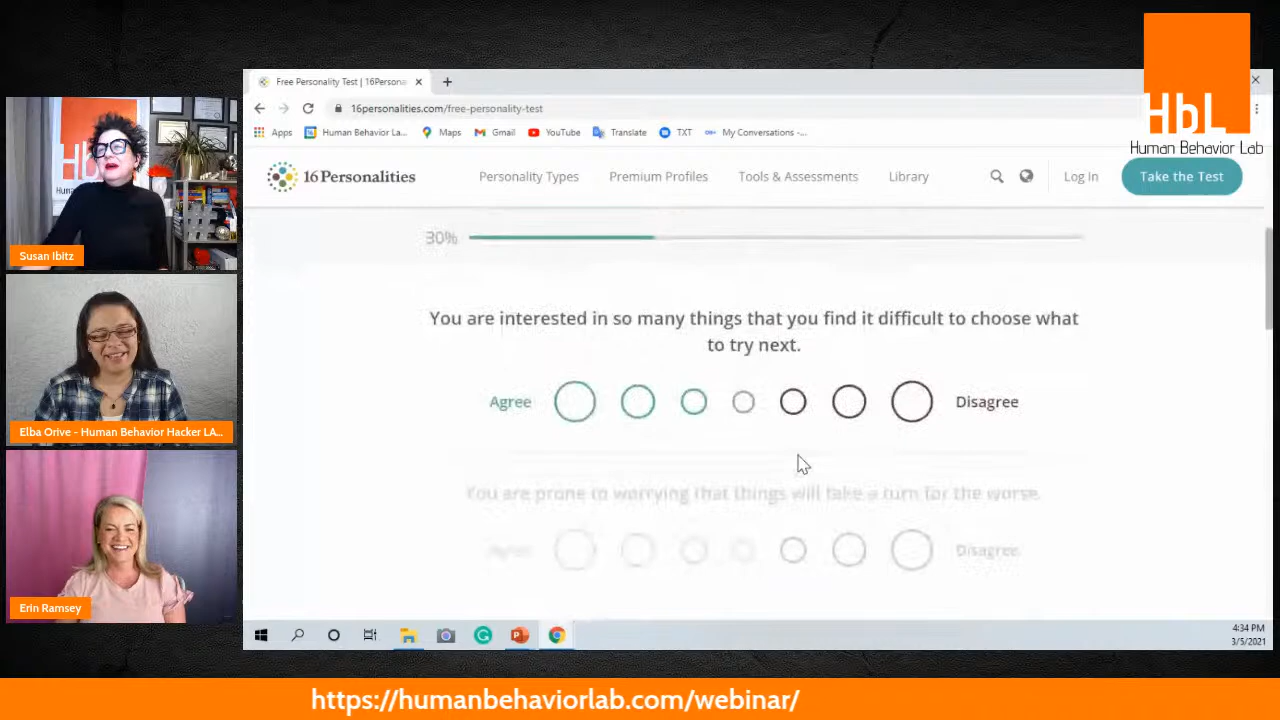 HbL
Human Behavior Lab
Free Personality Test | 16Persona
16personalities.com/free-personality-test
Apps
Human Behavior La...
Maps
Gmail
YouTube
Translate
TXT
My Conversations -...
16Personalities
Personality Types
Premium Profiles
Tools & Assessments
Library
Log In
Take the Test
30%
You are interested in so many things that you find it difficult to choose what
to try next.
Agree
Disagree
You are prone to worrying that things will take a turn for the worse.
Agree
Disagree
4:34 PM
3/5/2021
Hb
Susan Ibitz
Elba Orive - Human Behavior Hacker LA...
Erin Ramsey
https://humanbehaviorlab.com/webinar/